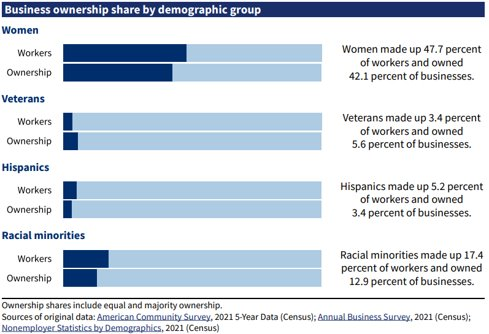 Business ownership share by demographic group
Women
Workers
Ownership
Women made up 47.7 percent
of workers and owned
42.1 percent of businesses.
Veterans
Workers
Ownership
Veterans made up 3.4 percent
of workers and owned
5.6 percent of businesses.
Hispanics
Workers
Ownership
Hispanics made up 5.2 percent
of workers and owned
3.4 percent of businesses.
Racial minorities
Workers
Ownership
Racial minorities made up 17.4
percent of workers and owned
12.9 percent of businesses.
Ownership shares include equal and majority ownership.
Sources of original data: American Community Survey, 2021 5-Year Data (Census); Annual Business Survey, 2021 (Census);
Nonemployer Statistics by Demographics, 2021 (Census)